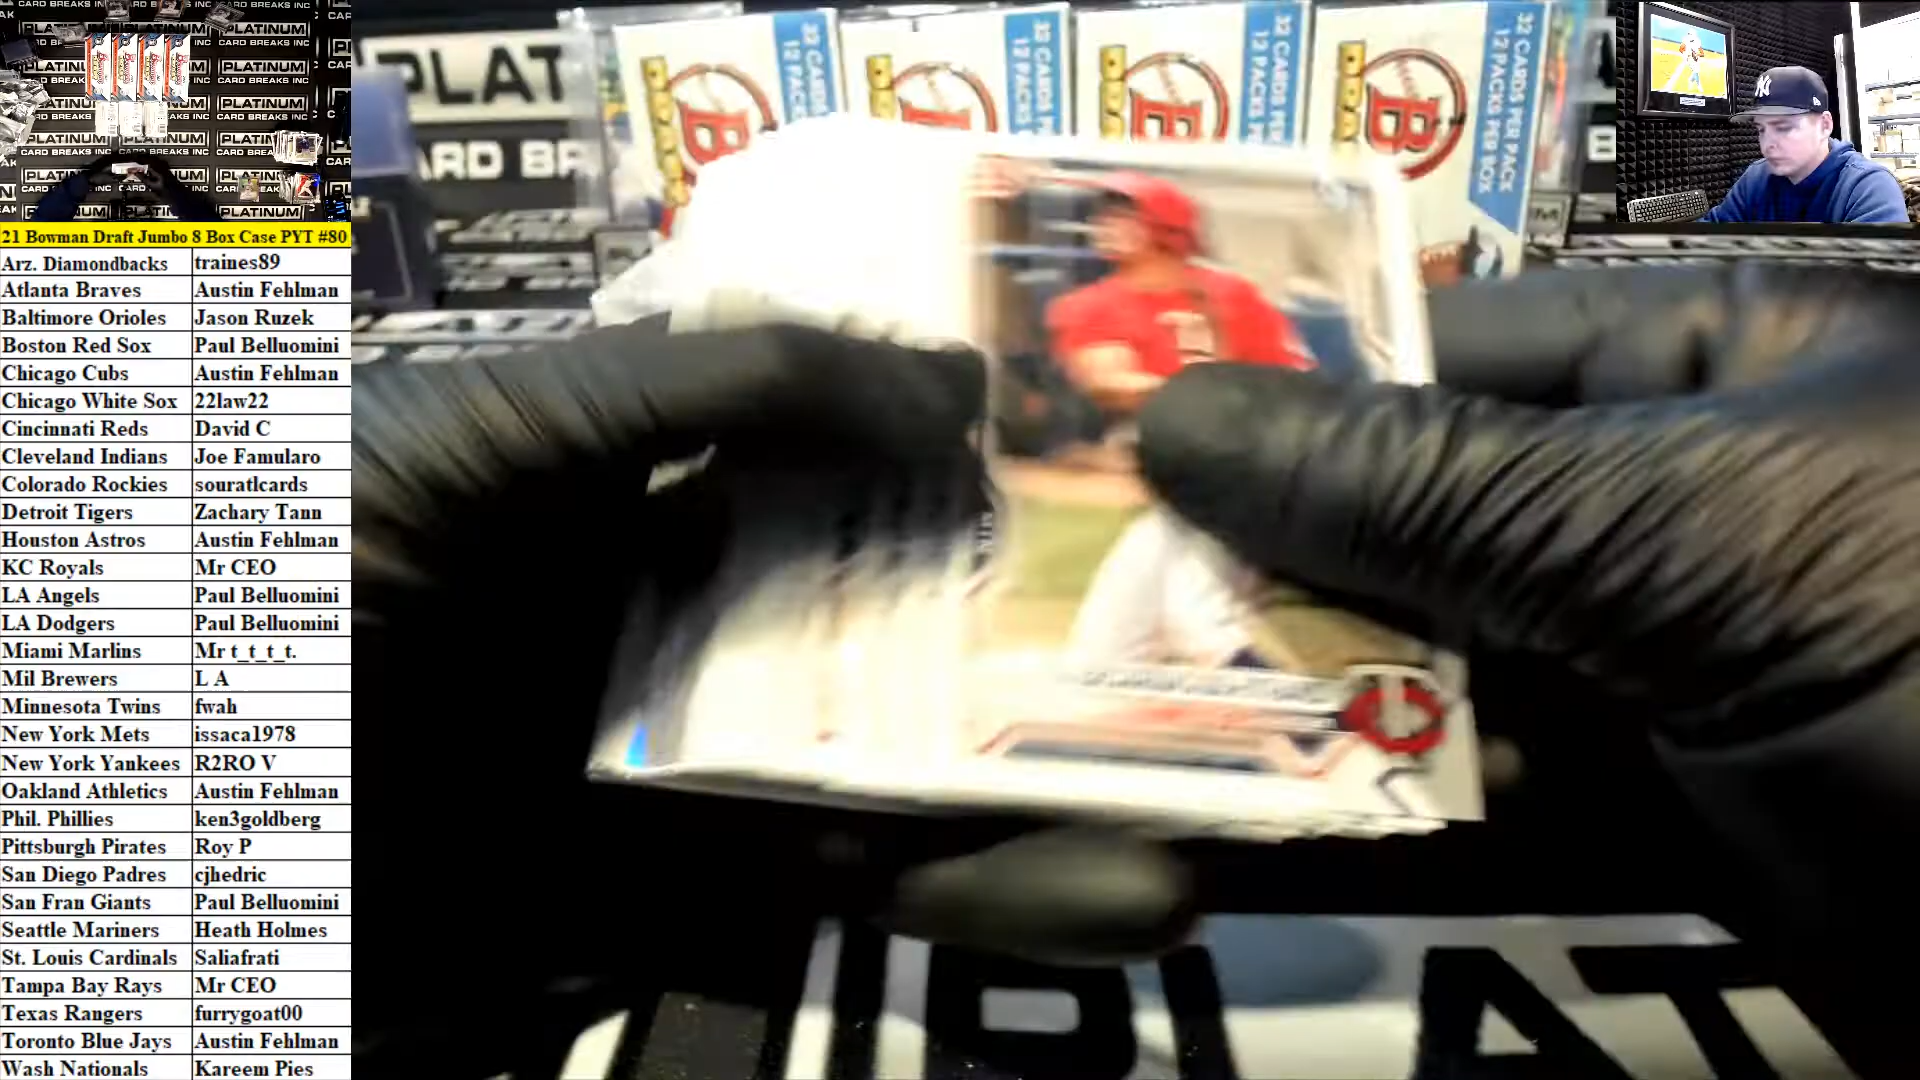 PLATINUM
CARD BREAKS INC
PLAT
ARD BR
32 CARDS PER PACK
12 PACKS PER BOX
21 Bowman Draft Jumbo 8 Box Case PYT #80
Arz. Diamondbacks traines89
Atlanta Braves Austin Fehlman
Baltimore Orioles Jason Ruzek
Boston Red Sox Paul Belluomini
Chicago Cubs Austin Fehlman
Chicago White Sox 22law22
Cincinnati Reds David C
Cleveland Indians Joe Famularo
Colorado Rockies souratlcards
Detroit Tigers Zachary Tann
Houston Astros Austin Fehlman
KC Royals Mr CEO
LA Angels Paul Belluomini
LA Dodgers Paul Belluomini
Miami Marlins Mr t_t_t_t.
Mil Brewers L A
Minnesota Twins fwah
New York Mets issaca1978
New York Yankees R2RO V
Oakland Athletics Austin Fehlman
Phil. Phillies ken3goldberg
Pittsburgh Pirates Roy P
San Diego Padres cjhedric
San Fran Giants Paul Belluomini
Seattle Mariners Heath Holmes
St. Louis Cardinals Saliafrati
Tampa Bay Rays Mr CEO
Texas Rangers furrygoat00
Toronto Blue Jays Austin Fehlman
Wash Nationals Kareem Pies
PLAT